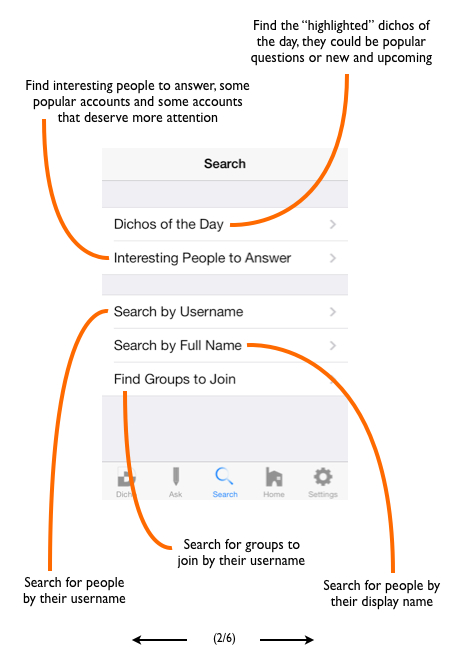 Find the “highlighted” dichos of
the day, they could be popular
questions or new and upcoming
Find interesting people to answer, some
popular accounts and some accounts
that deserve more attention
Search
Dichos of the Day
Interesting People to Answer
Search by Username
Search by Full Name
Find Groups to Join
Ask
Search
Home
Settings
Search for groups to
join by their username
Search for people
by their username
Search for people by
their display name
(2/6)